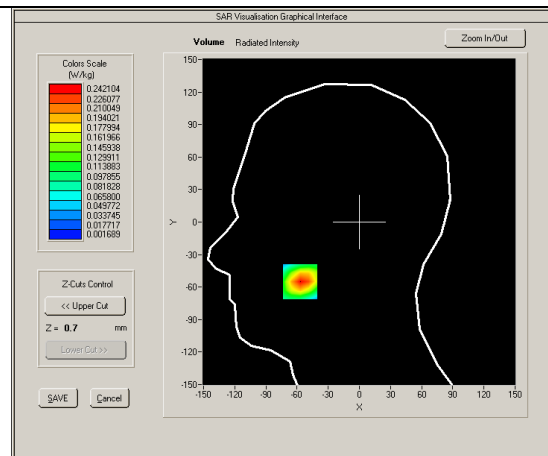 SAR Visualisation Graphical Interface
Volume Radiated Intensity
Zoom In/Out
Colors Scale
(W/kg)
0.242104
0.226077
0.210049
0.194021
0.177994
0.161966
0.145938
0.129911
0.113883
0.097855
0.081828
0.065800
0.049772
0.033745
0.017717
0.001689
Z-Cuts Control
<< Upper Cut
Z = 0.7 mm
Lower Cut >>
SAVE Cancel
150
120
90
60
30
0
-30
-60
-90
-120
-150
Y
-150 -120 -90 -60 -30 0 30 60 90 120 150
X